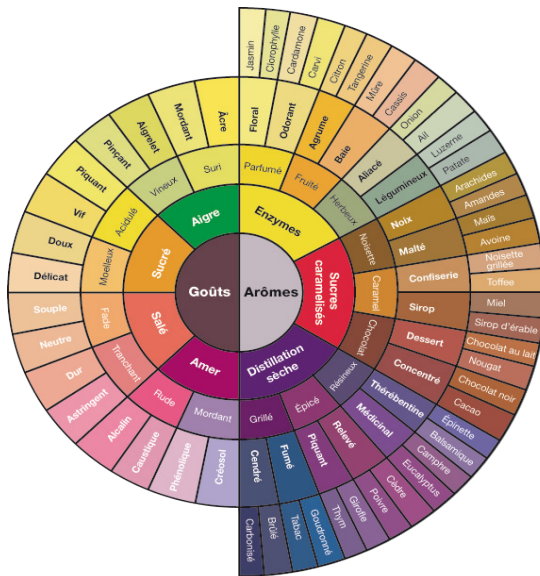 Goûts
Arômes
Aigre
Sucré
Salé
Amer
Enzymes
Sucres
caramelisés
Distillation
sèche
Suri
Vineux
Acidulé
Moelleux
Fade
Tranchant
Rude
Mordant
Âcre
Mordant
Aigrelet
Pinçant
Piquant
Vif
Doux
Délicat
Souple
Neutre
Dur
Astringent
Alcalin
Caustique
Phénolique
Créosol
Parfumé
Fruité
Herbeux
Noisette
Caramel
Chocolat
Résineux
Épicé
Grillé
Floral
Odorant
Agrume
Baie
Aliacé
Légumineux
Noix
Malté
Confiserie
Sirop
Dessert
Concentré
Thérébentine
Médicinal
Relevé
Piquant
Fumé
Cendré
Jasmin
Clorophylle
Cardamone
Carvi
Citron
Tangerine
Mûre
Cassis
Onion
Ail
Luzerne
Patate
Arachides
Amandes
Maïs
Avoine
Noisette
grillée
Toffee
Miel
Sirop d'érable
Chocolat au lait
Nougat
Chocolat noir
Cacao
Épinette
Balsamique
Camphre
Eucalyptus
Cèdre
Poivre
Girofle
Thym
Goudronné
Tabac
Brûlé
Carbonisé